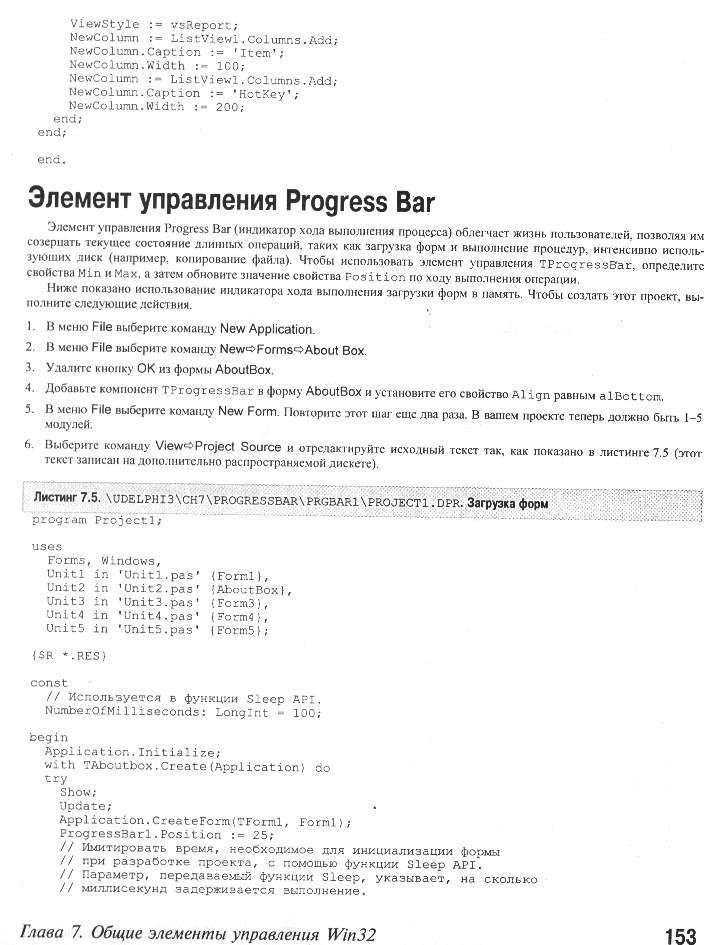 ViewStyle := vsReport;
NewColumn := ListView1.Columns.Add;
NewColumn.Caption := 'Item';
NewColumn.Width := 100;
NewColumn := ListView1.Columns.Add;
NewColumn.Caption := 'HotKey';
NewColumn.Width := 200;
end;
end;
end.
Элемент управления Progress Bar
Элемент управления Progress Bar (индикатор хода выполнения процесса) облегчает жизнь пользователей, позволяя им
созерцать текущее состояние длинных операций, таких как загрузка форм и выполнение процедур, интенсивно исполь-
зующих диск (например, копирование файла). Чтобы использовать элемент управления TProgressBar, определите
свойства Min и Max, а затем обновите значение свойства Position по ходу выполнения операции.
Ниже показано использование индикатора хода выполнения загрузки форм в память. Чтобы создать этот проект, вы-
полните следующие действия.
1. В меню File выберите команду New Application.
2. В меню File выберите команду New⇨Forms⇨About Box.
3. Удалите кнопку OK из формы AboutBox.
4. Добавьте компонент TProgressBar в форму AboutBox и установите его свойство Align равным alBottom.
5. В меню File выберите команду New Form. Повторите этот шаг еще два раза. В вашем проекте теперь должно быть 1–5
модулей.
6. Выберите команду View⇨Project Source и отредактируйте исходный текст так, как показано в листинге 7.5 (этот
текст записан на дополнительно распространяемой дискете).
Листинг 7.5. \UDELPHI3\CH7\PROGRESSBAR\PRGBAR1\PROJECT1.DPR. Загрузка форм
program Project1;
uses
Forms, Windows,
Unit1 in 'Unit1.pas' {Form1},
Unit2 in 'Unit2.pas' {AboutBox},
Unit3 in 'Unit3.pas' {Form3},
Unit4 in 'Unit4.pas' {Form4},
Unit5 in 'Unit5.pas' {Form5};
{$R *.RES}
const
// Используется в функции Sleep API.
NumberOfMilliseconds: LongInt = 100;
begin
Application.Initialize;
with TAboutbox.Create(Application) do
try
Show;
Update;
Application.CreateForm(TForm1, Form1);
ProgressBar1.Position := 25;
// Имитировать время, необходимое для инициализации формы
// при разработке проекта, с помощью функции Sleep API.
// Параметр, передаваемый функции Sleep, указывает, на сколько
// миллисекунд задерживается выполнение.
Глава 7. Общие элементы управления Win32
153